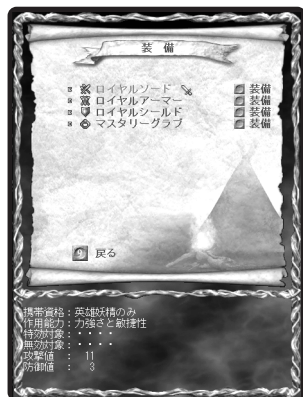 装備
ロイヤルソード 装備
ロイヤルアーマー 装備
ロイヤルシールド 装備
マスタリーグラブ 装備
9 戻る
携帯資格：英雄妖精のみ
作用能力：力強さと敏捷性
特効対象：・・・・
無効対象：・・・・
攻撃値：11
防御値：3